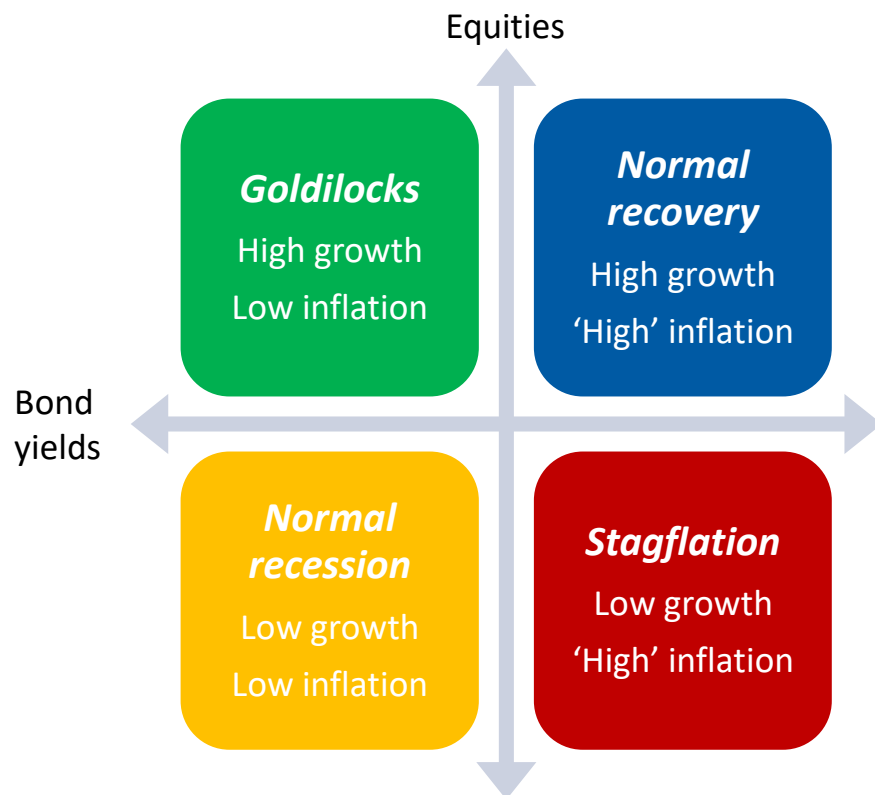 Equities
Goldilocks
High growth
Low inflation
Normal
recovery
High growth
‘High’ inflation
Bond
yields
Normal
recession
Low growth
Low inflation
Stagflation
Low growth
‘High’ inflation